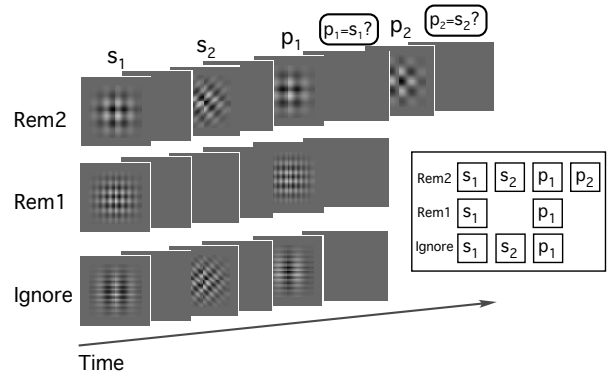 p1=s1?
p2=s2?
s1
s2
p1
p2
Rem2
Rem1
Ignore
Time
Rem2 s1 s2 p1 p2
Rem1 s1 p1
Ignore s1 s2 p1